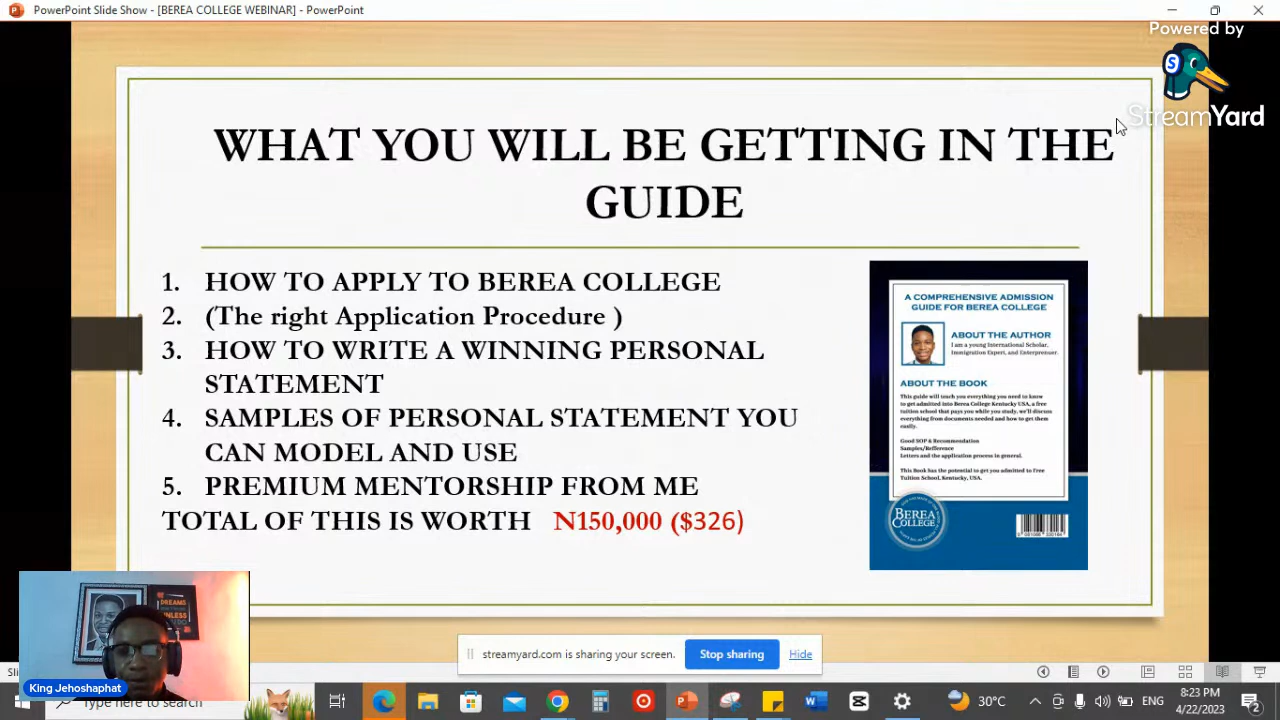 PowerPoint Slide Show - [BEREA COLLEGE WEBINAR] - PowerPoint
Powered by
StreamYard
WHAT YOU WILL BE GETTING IN THE
GUIDE
1. HOW TO APPLY TO BEREA COLLEGE
2. (The right Application Procedure )
3. HOW TO WRITE A WINNING PERSONAL
STATEMENT
4. SAMPLES OF PERSONAL STATEMENT YOU
CAN MODEL AND USE
5. PREMIUM MENTORSHIP FROM ME
TOTAL OF THIS IS WORTH N150,000 ($326)
A COMPREHENSIVE ADMISSION
GUIDE FOR BEREA COLLEGE
ABOUT THE AUTHOR
I am a young International Scholar,
Immigration Expert, and Enterprenuer.
ABOUT THE BOOK
This guide will teach you everything you need to know
to get admitted into Berea College Kentucky USA, a free
tuition school that pays you while you study, we'll discuss
everything from documents needed and how to get them
easily.
Good SOP & Recommendation
Samples/Refference
Letters and the application process in general.
This Book has the potential to get you admitted to Free
Tuition School, Kentucky, USA.
BEREA
COLLEGE
DREAMS
UNLESS
King Jehoshaphat
streamyard.com is sharing your screen.
Stop sharing
Hide
Type here to search
30°C
ENG
8:23 PM
4/22/2023
2